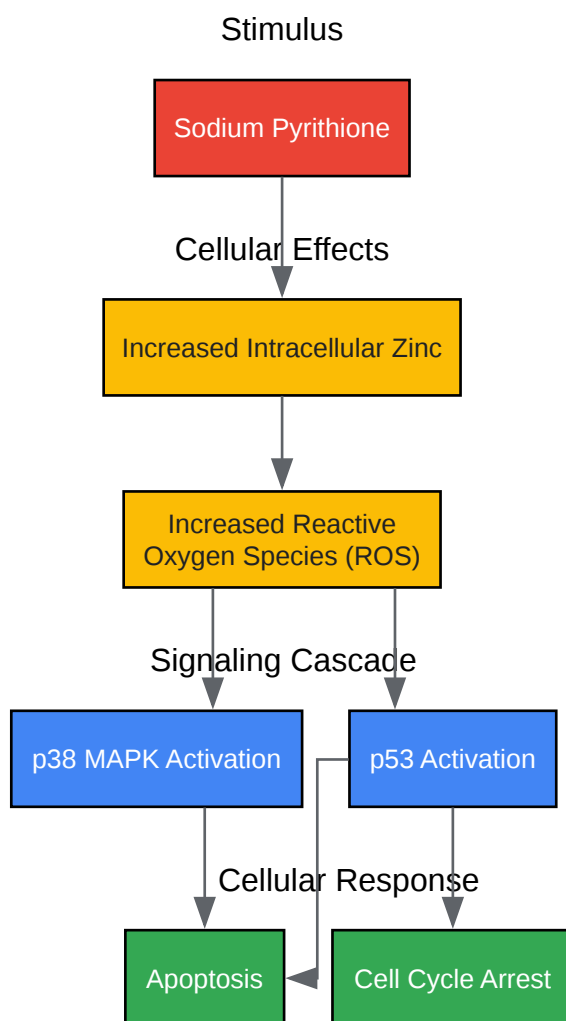 Stimulus
Sodium Pyrithione
Cellular Effects
Increased Intracellular Zinc
Increased Reactive
Oxygen Species (ROS)
Signaling Cascade
p38 MAPK Activation
p53 Activation
Cellular Response
Apoptosis
Cell Cycle Arrest